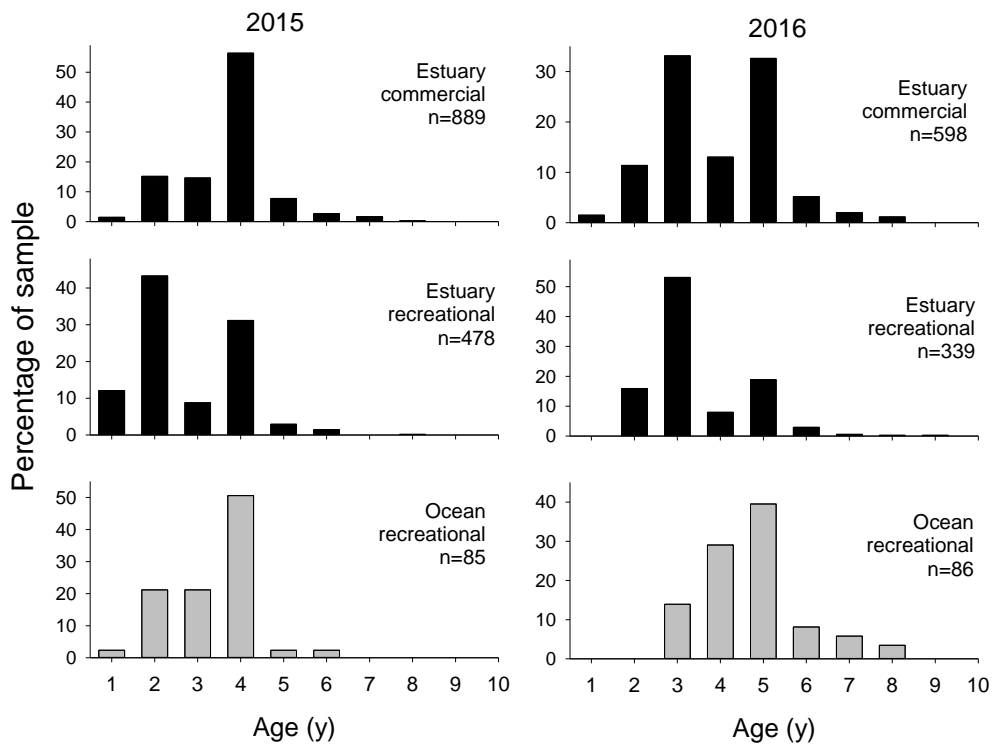 2015
2016
Percentage of sample
50
40
30
20
10
0
Estuary
commercial
n=889
30
20
10
0
Estuary
commercial
n=598
40
30
20
10
0
Estuary
recreational
n=478
50
40
30
20
10
0
Estuary
recreational
n=339
50
40
30
20
10
0
Ocean
recreational
n=85
1 2 3 4 5 6 7 8 9 10
Age (y)
40
30
20
10
0
Ocean
recreational
n=86
1 2 3 4 5 6 7 8 9 10
Age (y)